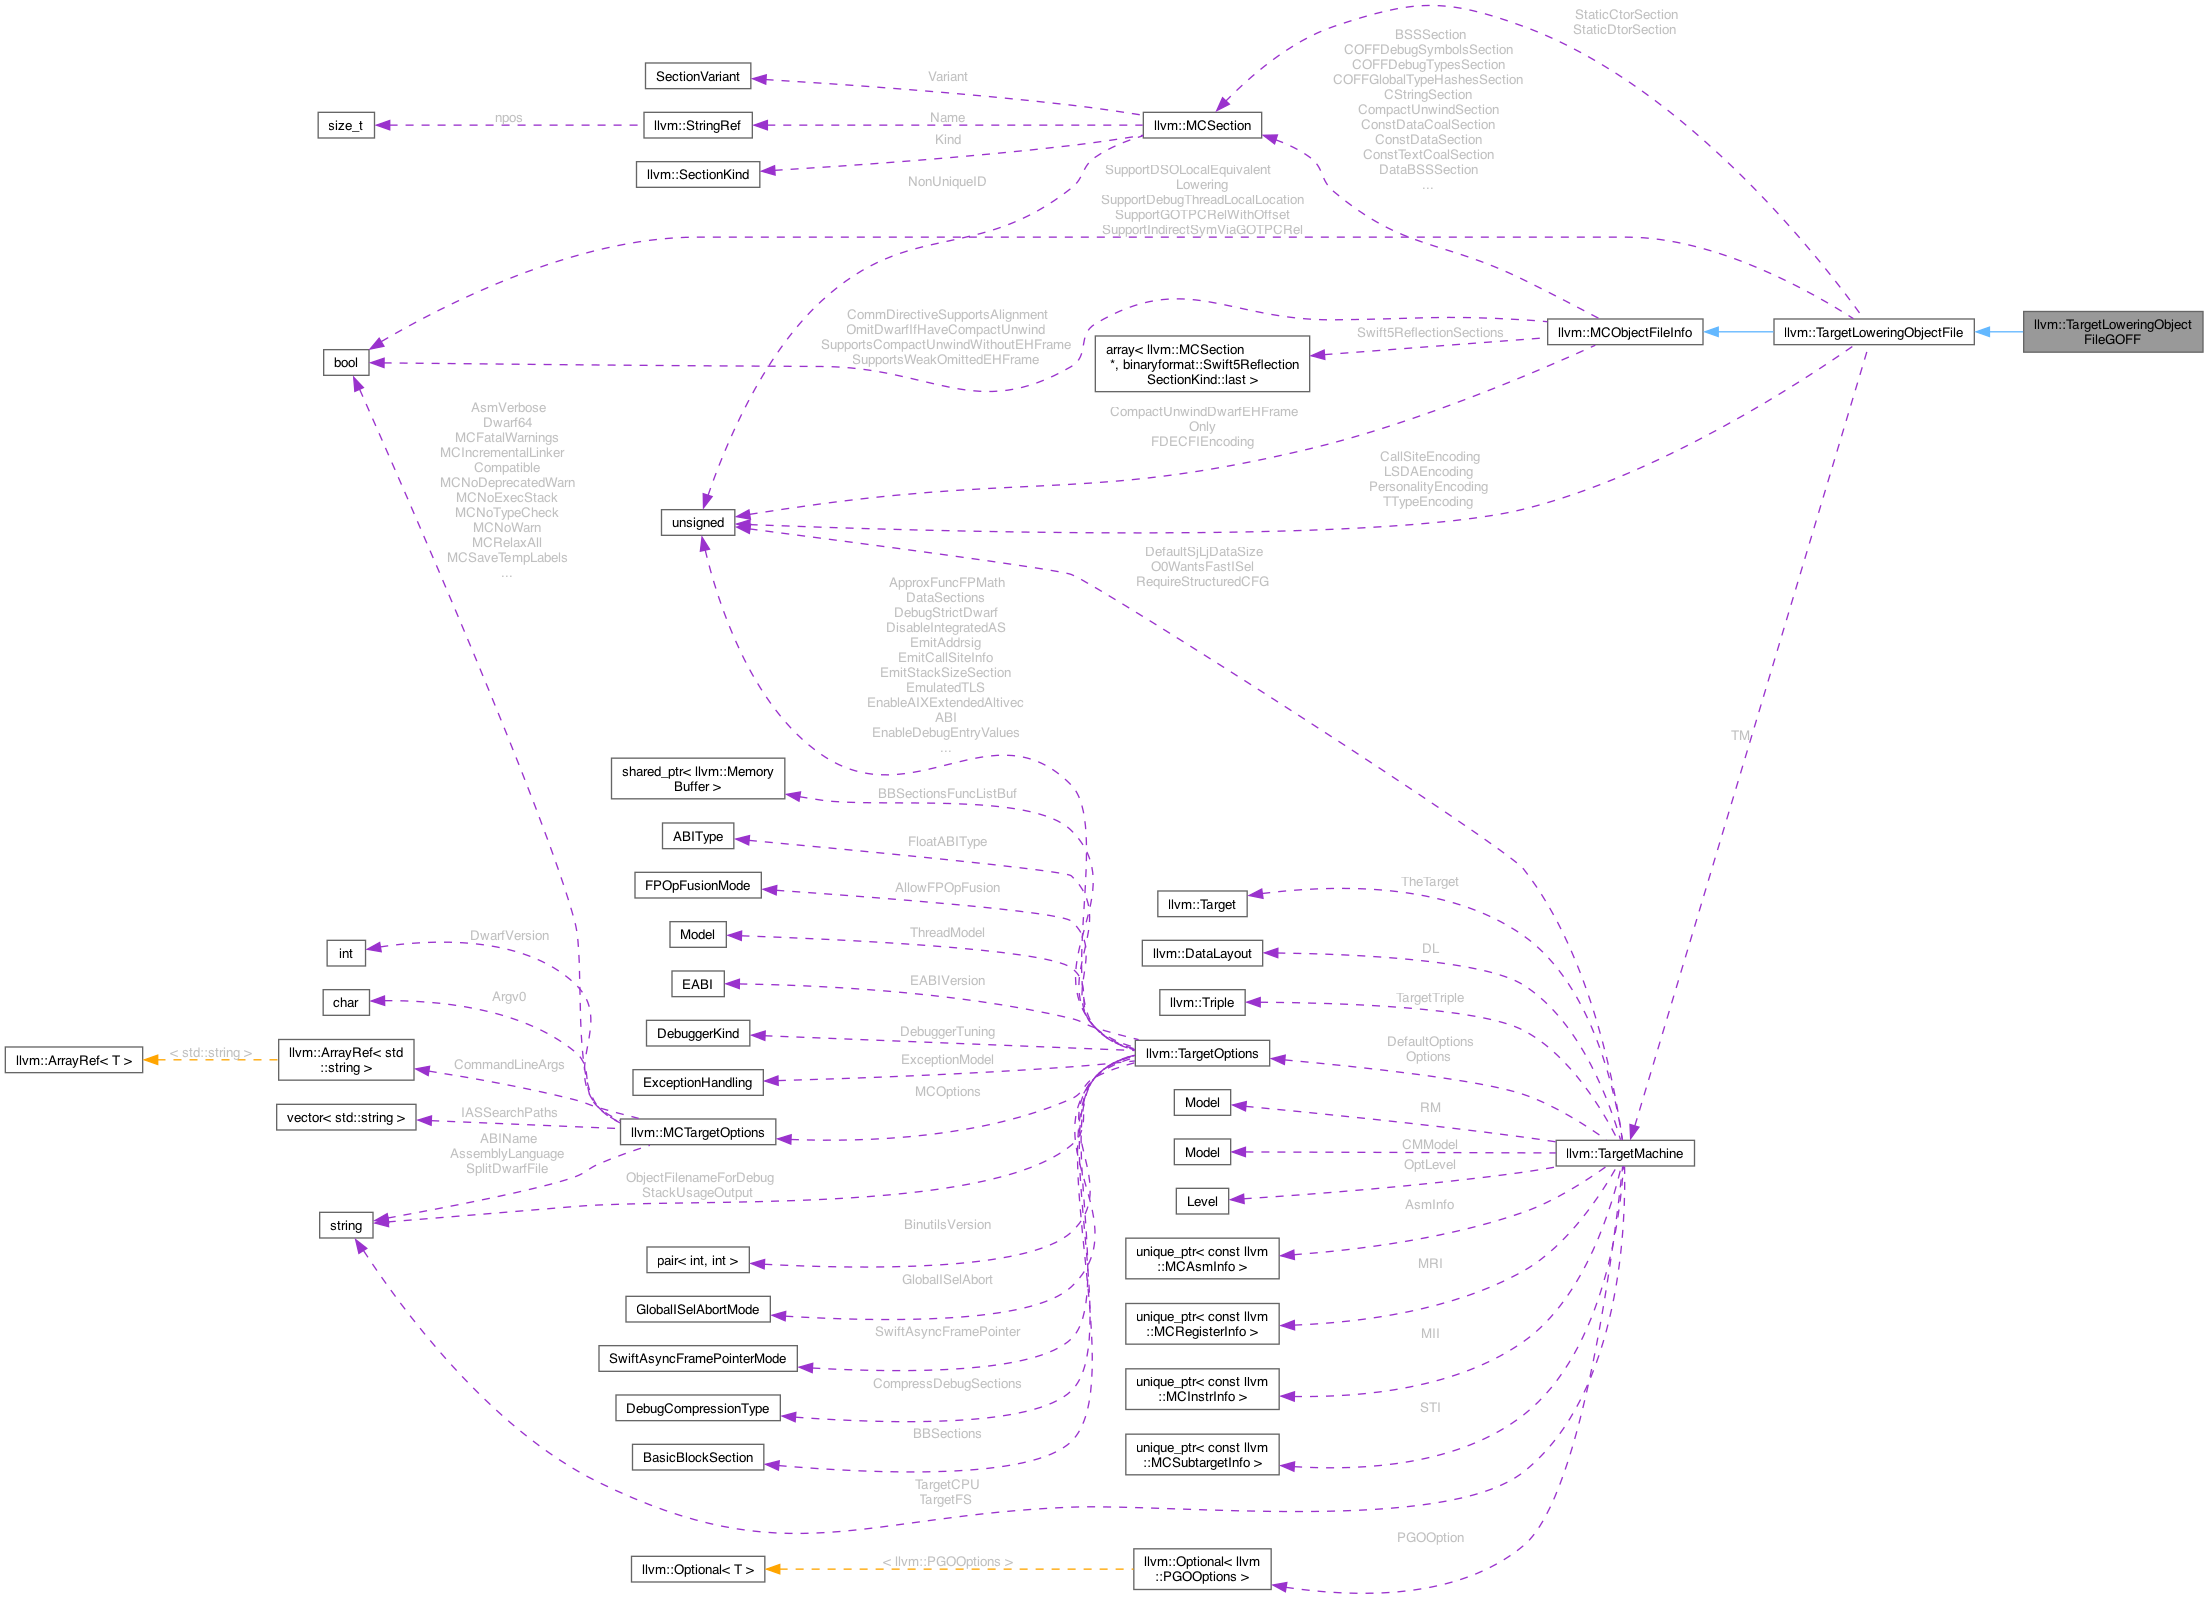 StaticCtorSection
StaticDtorSection
BSSSection
COFFDebugSymbolsSection
COFFDebugTypesSection
COFFGlobalTypeHashesSection
CStringSection
CompactUnwindSection
ConstDataCoalSection
ConstDataSection
ConstTextCoalSection
DataBSSSection
...
SectionVariant
Variant
size_t
npos
llvm::StringRef
Name
llvm::MCSection
Kind
llvm::SectionKind
NonUniqueID
SupportDSOLocalEquivalent
Lowering
SupportDebugThreadLocalLocation
SupportGOTPCRelWithOffset
SupportIndirectSymViaGOTPCRel
CommDirectiveSupportsAlignment
OmitDwarfIfHaveCompactUnwind
SupportsCompactUnwindWithoutEHFrame
SupportsWeakOmittedEHFrame
bool
array< llvm::MCSection
*, binaryformat::Swift5Reflection
SectionKind::last >
Swift5ReflectionSections
llvm::MCObjectFileInfo
llvm::TargetLoweringObjectFile
llvm::TargetLoweringObject
FileGOFF
AsmVerbose
Dwarf64
MCFatalWarnings
MCIncrementalLinker
Compatible
MCNoDeprecatedWarn
MCNoExecStack
MCNoTypeCheck
MCNoWarn
MCRelaxAll
MCSaveTempLabels
...
CompactUnwindDwarfEHFrame
Only
FDECFIEncoding
CallSiteEncoding
LSDAEncoding
PersonalityEncoding
TTypeEncoding
unsigned
DefaultSjLjDataSize
O0WantsFastISel
RequireStructuredCFG
ApproxFuncFPMath
DataSections
DebugStrictDwarf
DisableIntegratedAS
EmitAddrsig
EmitCallSiteInfo
EmitStackSizeSection
EmulatedTLS
EnableAIXExtendedAltivec
ABI
EnableDebugEntryValues
...
TM
shared_ptr< llvm::Memory
Buffer >
BBSectionsFuncListBuf
ABIType
FloatABIType
FPOpFusionMode
AllowFPOpFusion
Model
ThreadModel
EABI
EABIVersion
DebuggerKind
DebuggerTuning
ExceptionHandling
ExceptionModel
MCOptions
llvm::TargetOptions
llvm::Target
TheTarget
llvm::DataLayout
DL
llvm::Triple
TargetTriple
DefaultOptions
Options
Model
RM
Model
CMModel
Level
OptLevel
llvm::TargetMachine
int
DwarfVersion
char
Argv0
llvm::ArrayRef< T >
< std::string >
llvm::ArrayRef< std
::string >
CommandLineArgs
vector< std::string >
IASSearchPaths
llvm::MCTargetOptions
ABIName
AssemblyLanguage
SplitDwarfFile
string
ObjectFilenameForDebug
StackUsageOutput
pair< int, int >
BinutilsVersion
GlobalISelAbortMode
GlobalISelAbort
SwiftAsyncFramePointerMode
SwiftAsyncFramePointer
DebugCompressionType
CompressDebugSections
BasicBlockSection
BBSections
unique_ptr< const llvm
::MCAsmInfo >
AsmInfo
unique_ptr< const llvm
::MCRegisterInfo >
MRI
unique_ptr< const llvm
::MCInstrInfo >
MII
unique_ptr< const llvm
::MCSubtargetInfo >
STI
TargetCPU
TargetFS
llvm::Optional< T >
< llvm::PGOOptions >
llvm::Optional< llvm
::PGOOptions >
PGOOption